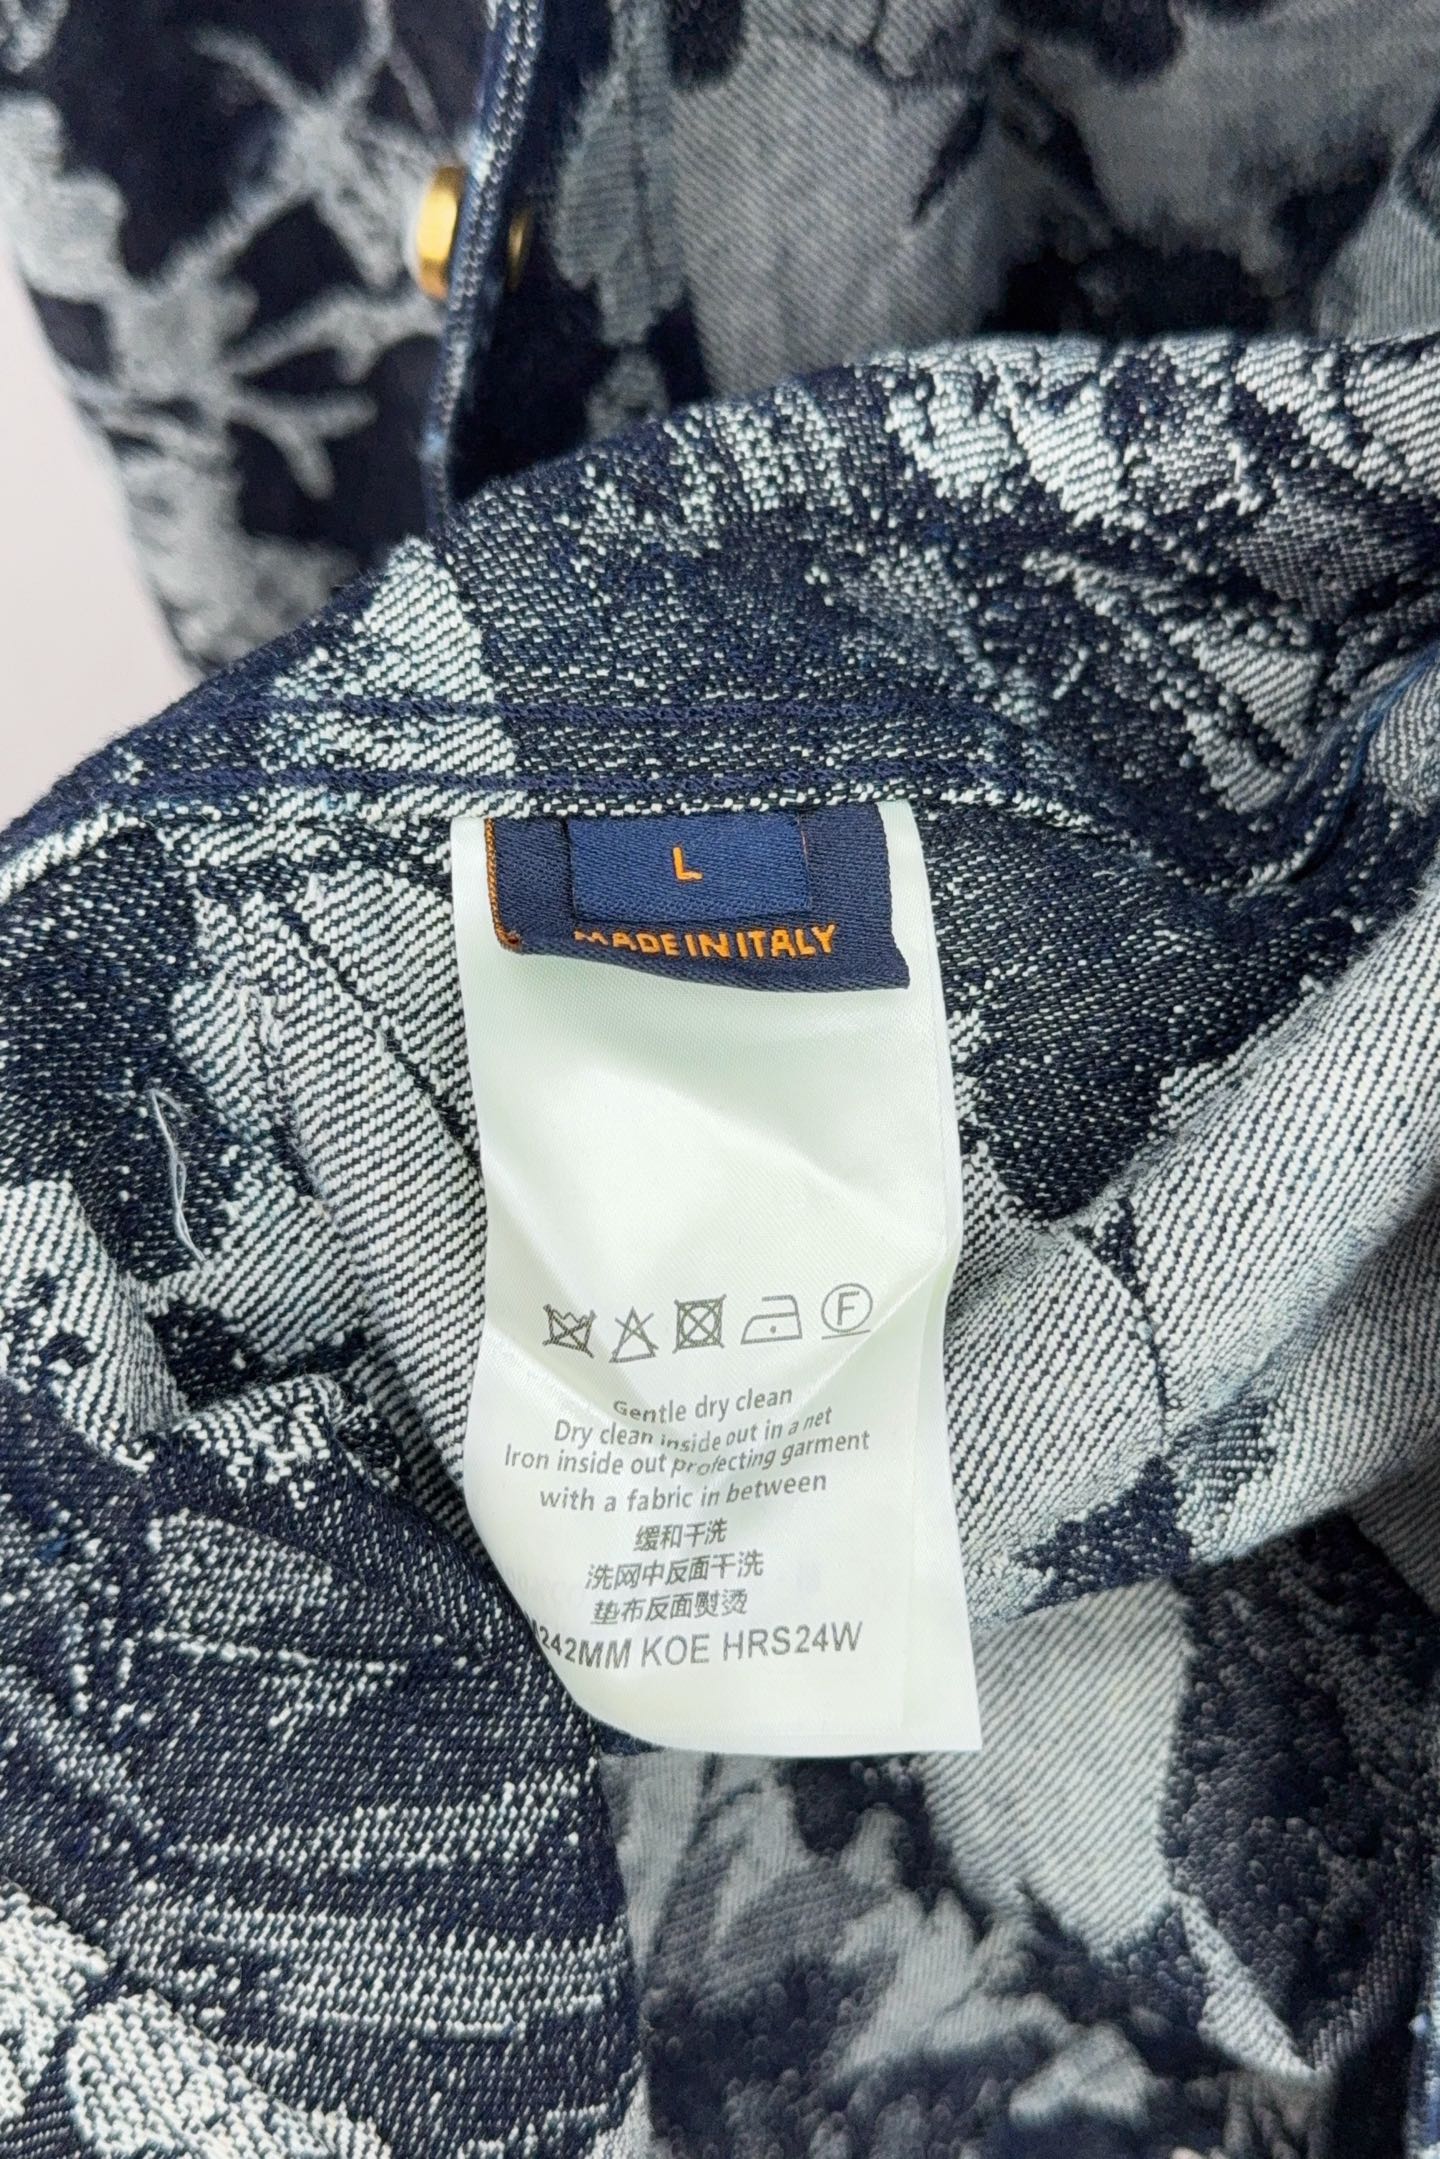 L
MADE IN ITALY
F
Gentle dry clean
Dry clean inside out in a net
Iron inside out protecting garment
with a fabric in between
缓和干洗
洗网中反面干洗
垫布反面熨烫
242MM KOE HRS24W